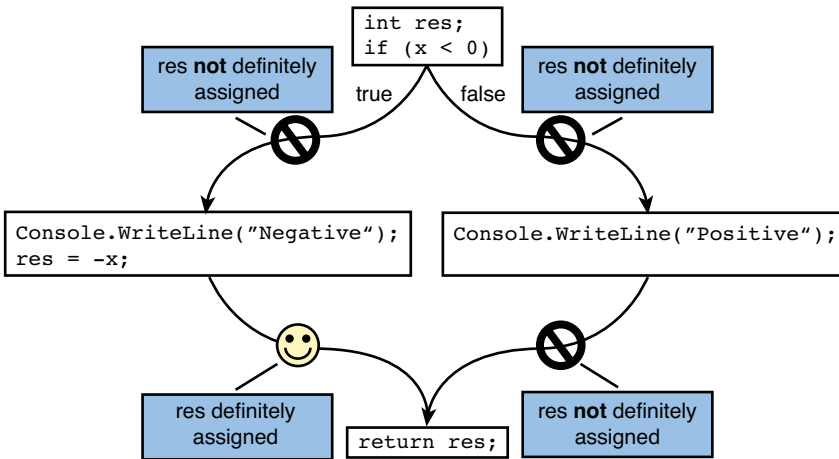 int res;
if (x < 0)
res not definitely
assigned
res not definitely
assigned
true
false
Console.WriteLine(”Negative“);
res = -x;
Console.WriteLine(”Positive“);
res definitely
assigned
res not definitely
assigned
return res;